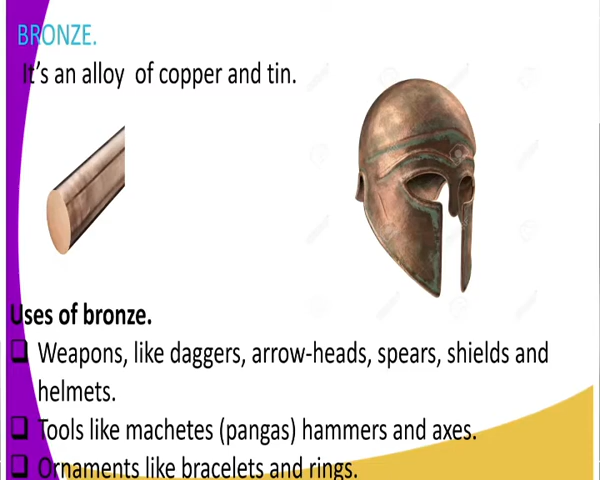 BRONZE.
It's an alloy  of copper and tin.
Uses of bronze.
❑ Weapons, like daggers, arrow-heads, spears, shields and
helmets.
❑ Tools like machetes (pangas) hammers and axes.
❑ Ornaments like bracelets and rings.